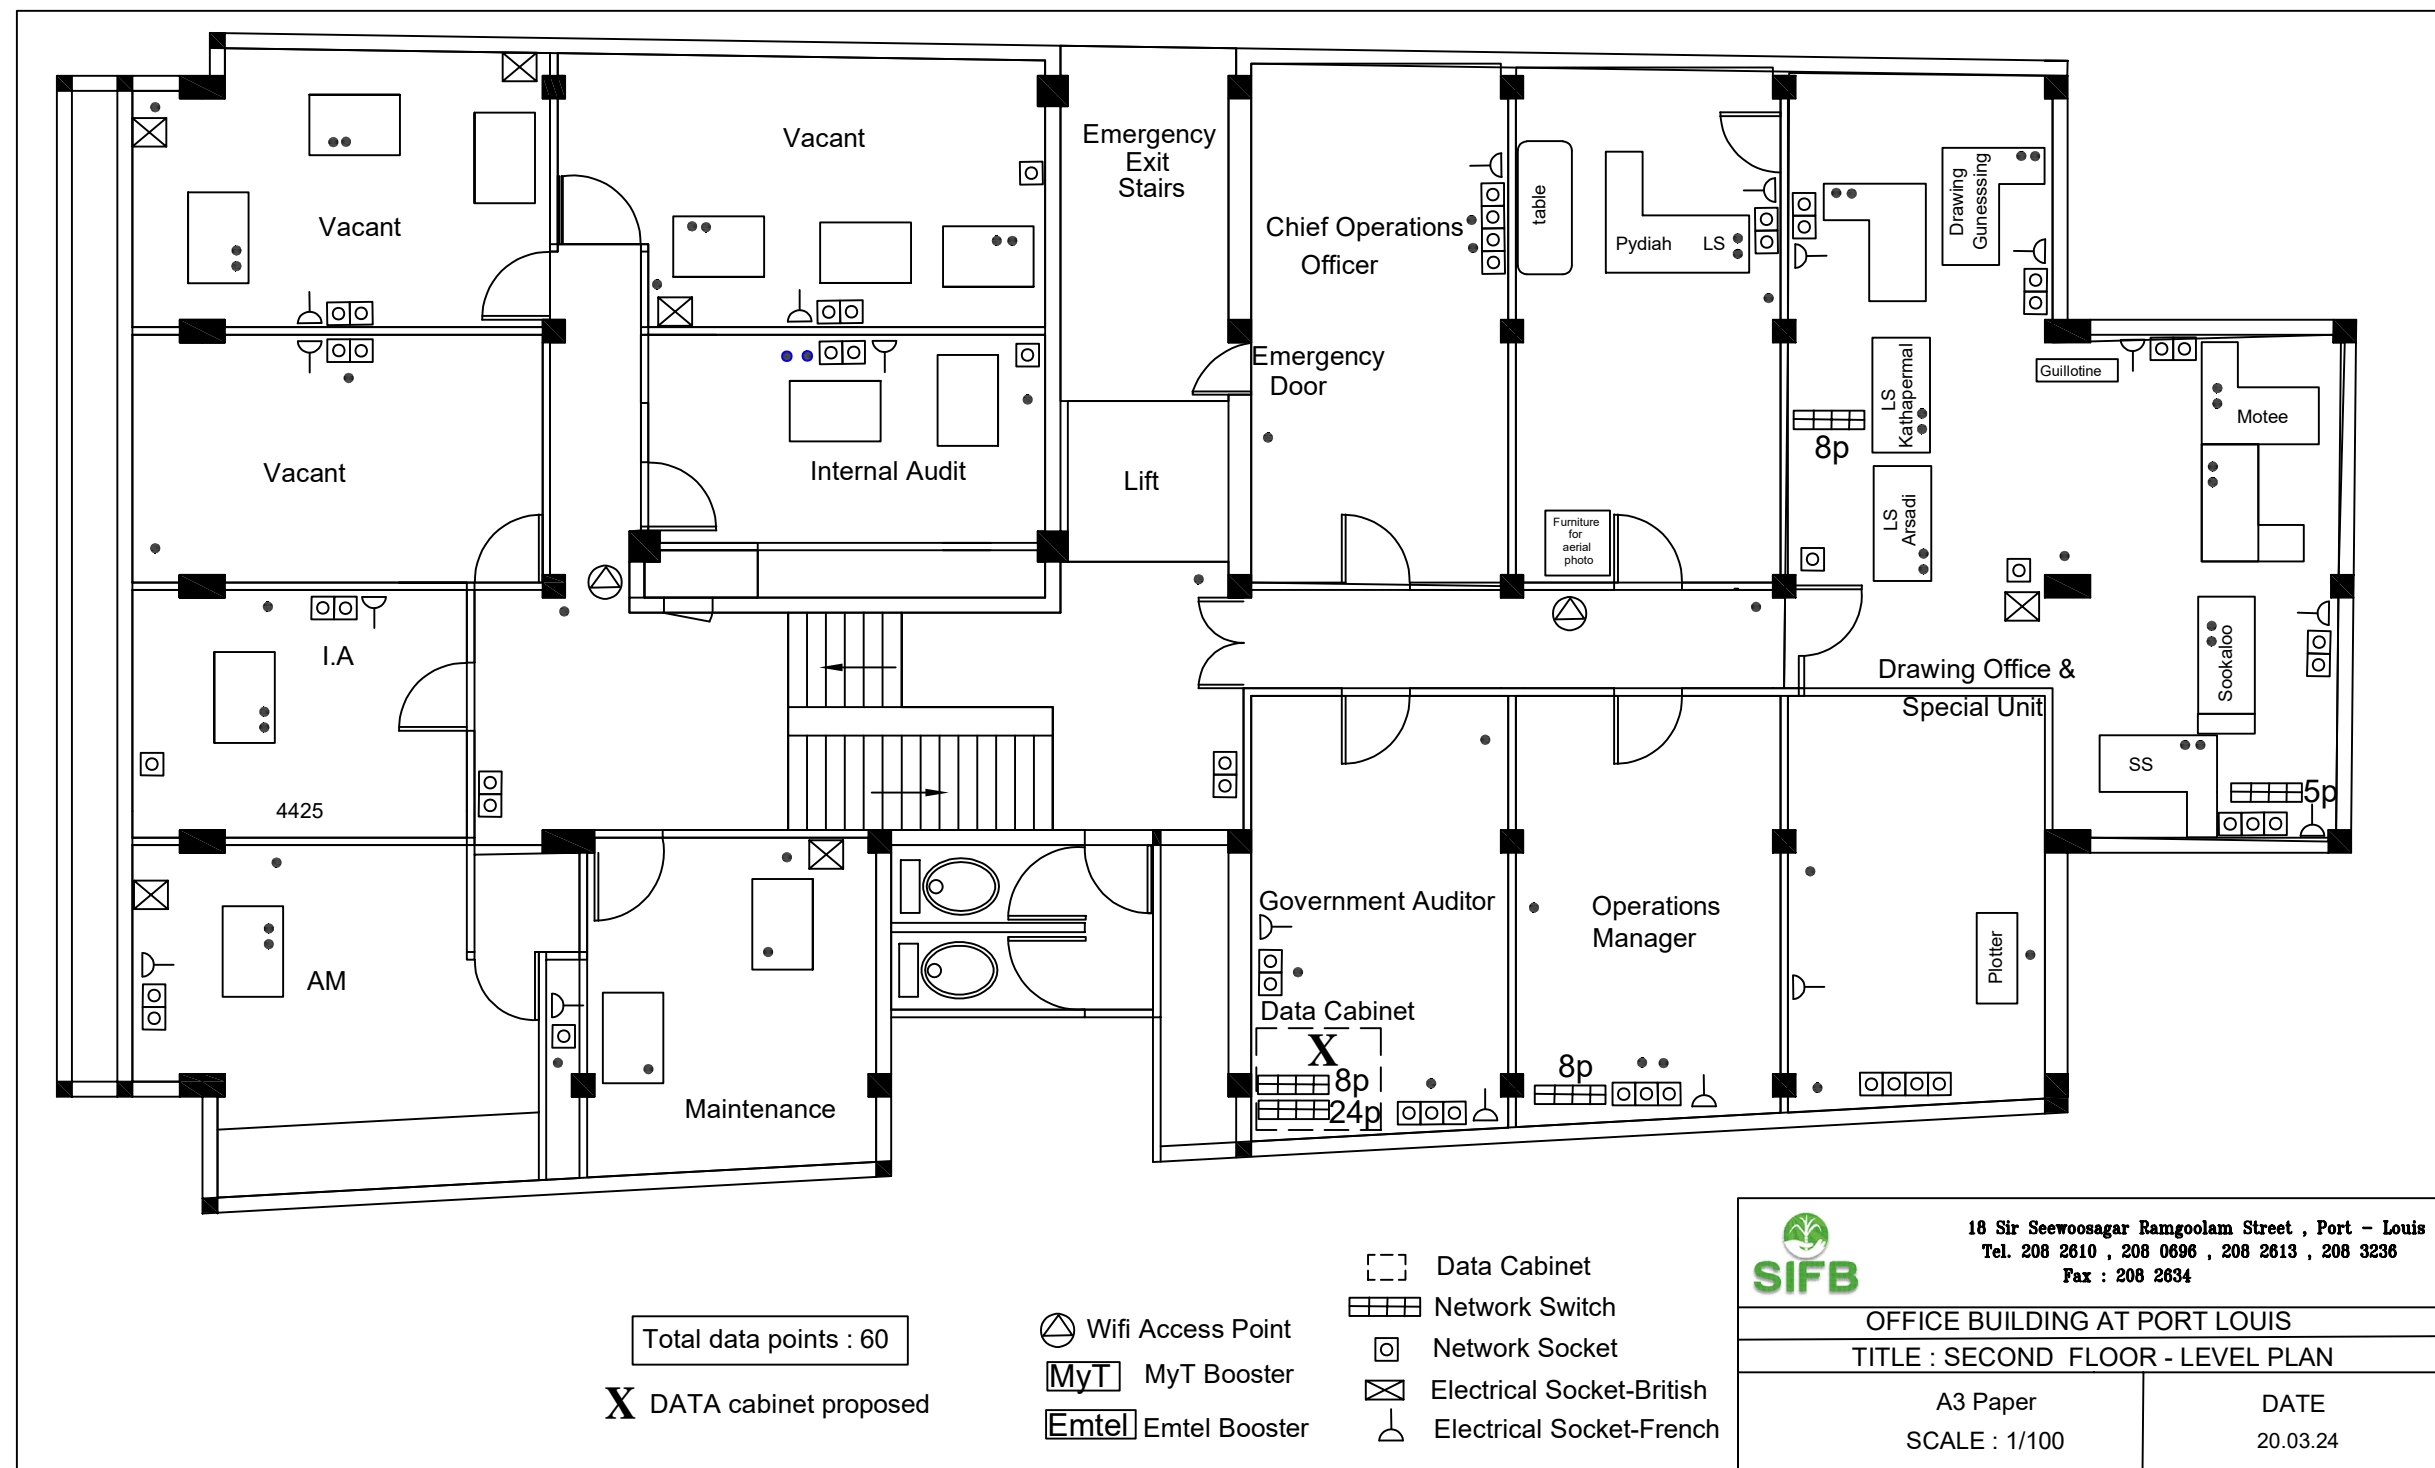 Vacant
Emergency
Exit
Stairs
Vacant
Chief Operations
Officer
table
Pydiah
LS
Drawing
Gunesssing
Emergency
Door
LS
Kathapermal
Guillotine
Motee
8p
Vacant
Internal Audit
Lift
LS
Arsadi
Furniture
for
aerial
photo
I.A
Drawing Office &
Special Unit
Sookaloo
SS
5p
4425
Government Auditor
Operations
Manager
Plotter
AM
Data Cabinet
X
8p
24p
8p
Maintenance
SIFB
18 Sir Seewoosagar Ramgoolam Street , Port - Louis
Tel. 208 2610 , 208 0696 , 208 2613 , 208 3236
Fax : 208 2634
OFFICE BUILDING AT PORT LOUIS
TITLE : SECOND FLOOR - LEVEL PLAN
A3 Paper
SCALE : 1/100
DATE
20.03.24
Total data points : 60
X DATA cabinet proposed
Wifi Access Point
MyT MyT Booster
Emtel Emtel Booster
Data Cabinet
Network Switch
Network Socket
Electrical Socket-British
Electrical Socket-French